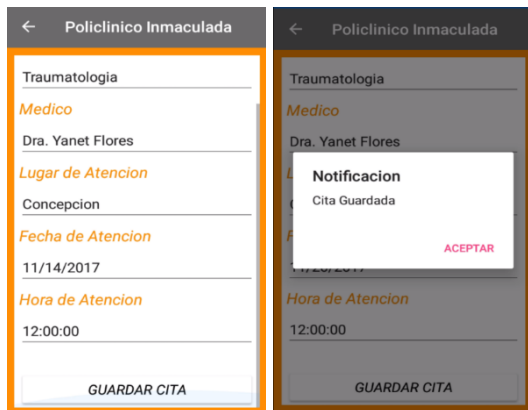 Policlinico Inmaculada
Traumatologia
Medico
Dra. Yanet Flores
Lugar de Atencion
Concepcion
Fecha de Atencion
11/14/2017
Hora de Atencion
12:00:00
GUARDAR CITA
Policlinico Inmaculada
Traumatologia
Medico
Dra. Yanet Flores
Notificacion
Cita Guardada
ACEPTAR
Hora de Atencion
12:00:00
GUARDAR CITA